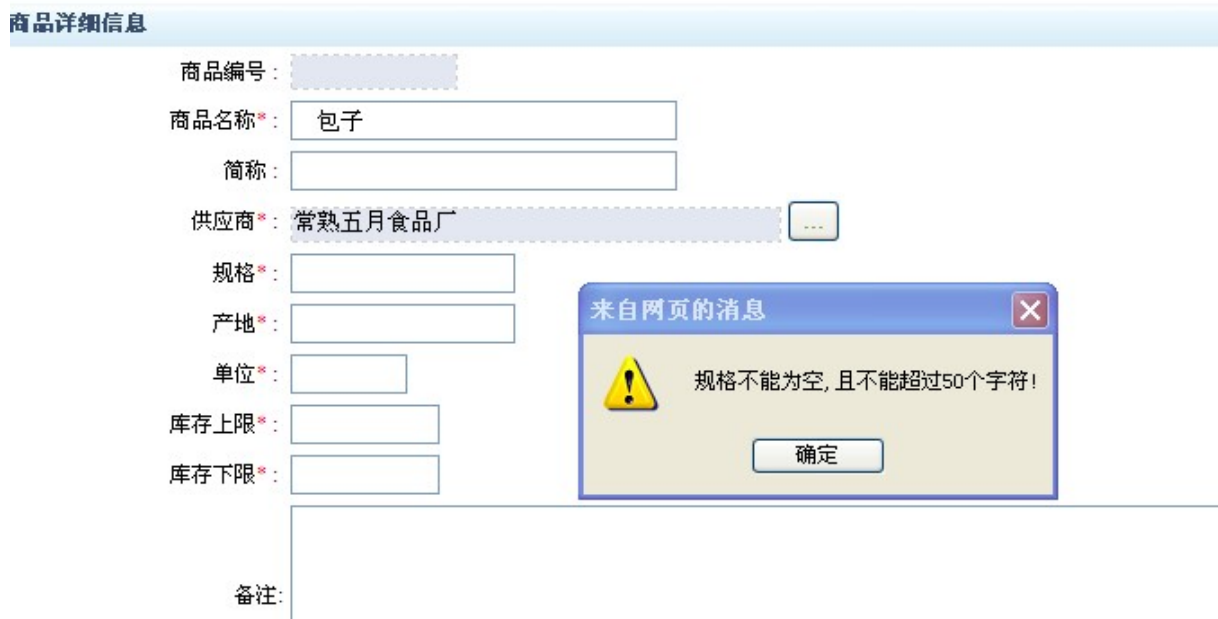 商品详细信息
商品编号:
商品名称*: 包子
简称:
供应商*: 常熟五月食品厂 ...
规格*:
产地*:
单位*:
库存上限*:
库存下限*:
备注:
来自网页的消息
规格不能为空, 且不能超过50个字符!
确定